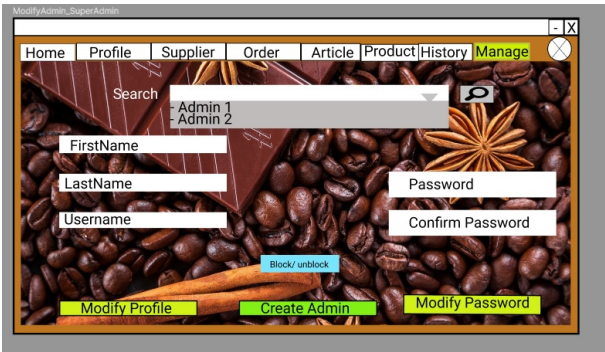 ModifyAdmin_SuperAdmin
- X
Home Profile Supplier Order Article Product History Manage
Search
- Admin 1
- Admin 2
FirstName
LastName
Password
Username
Confirm Password
Block/ unblock
Modify Profile Create Admin Modify Password